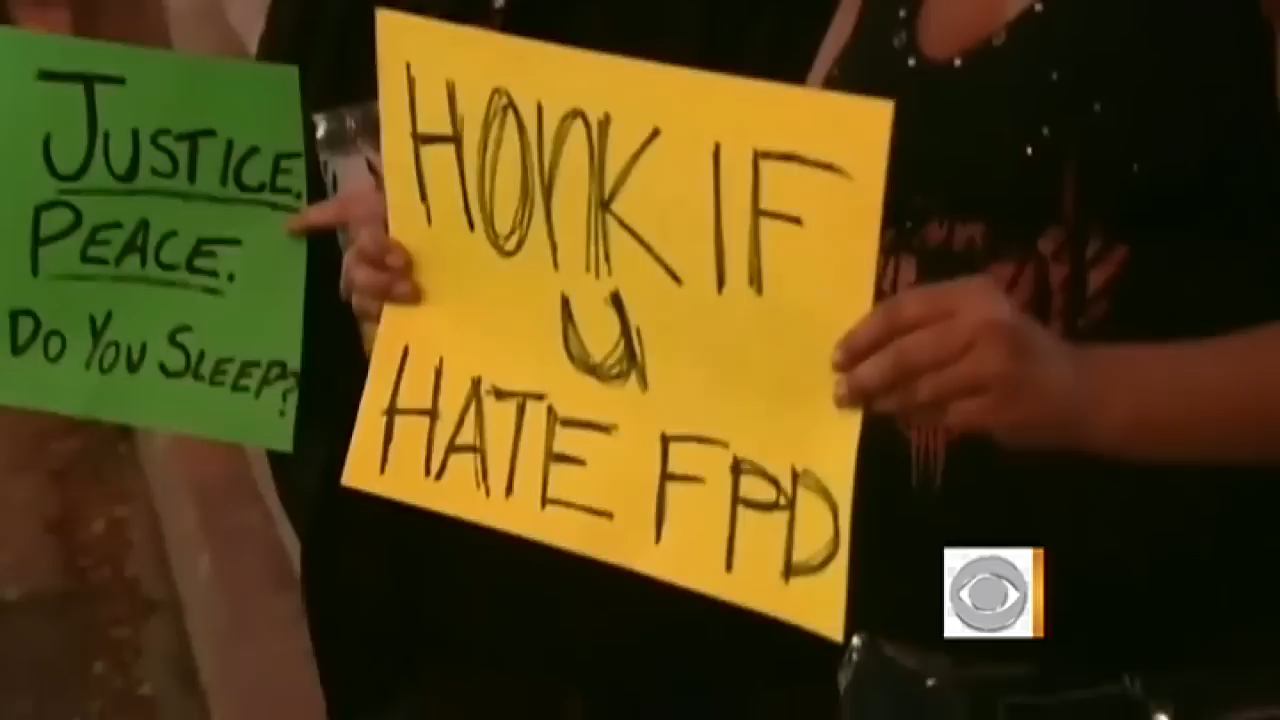 JUSTICE.
PEACE.
DO YOU SLEEP?
HONK IF
U
HATE FPD